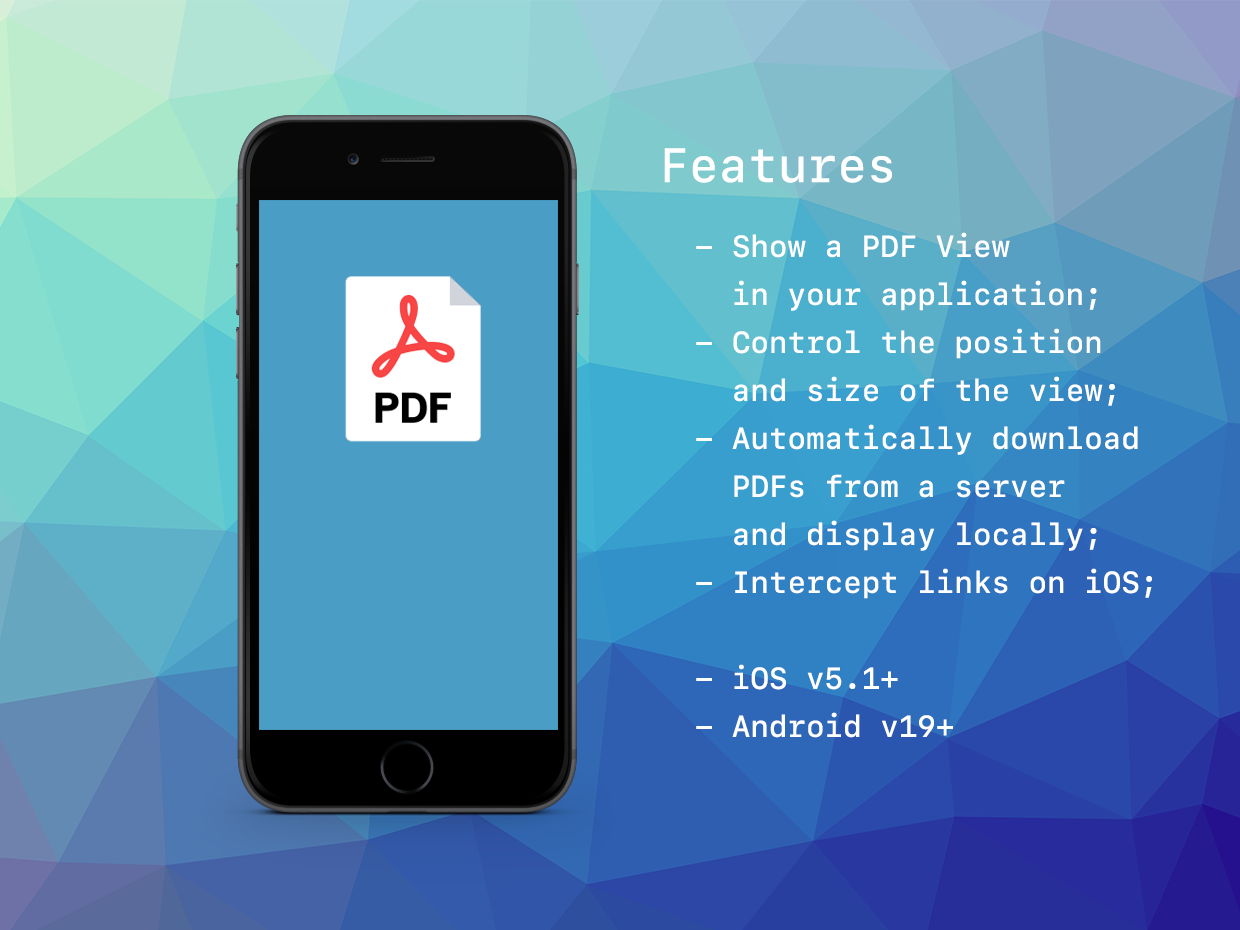 Features
– Show a PDF View
in your application;
– Control the position
and size of the view;
– Automatically download
PDFs from a server
and display locally;
– Intercept links on iOS;
– iOS v5.1+
– Android v19+
PDF